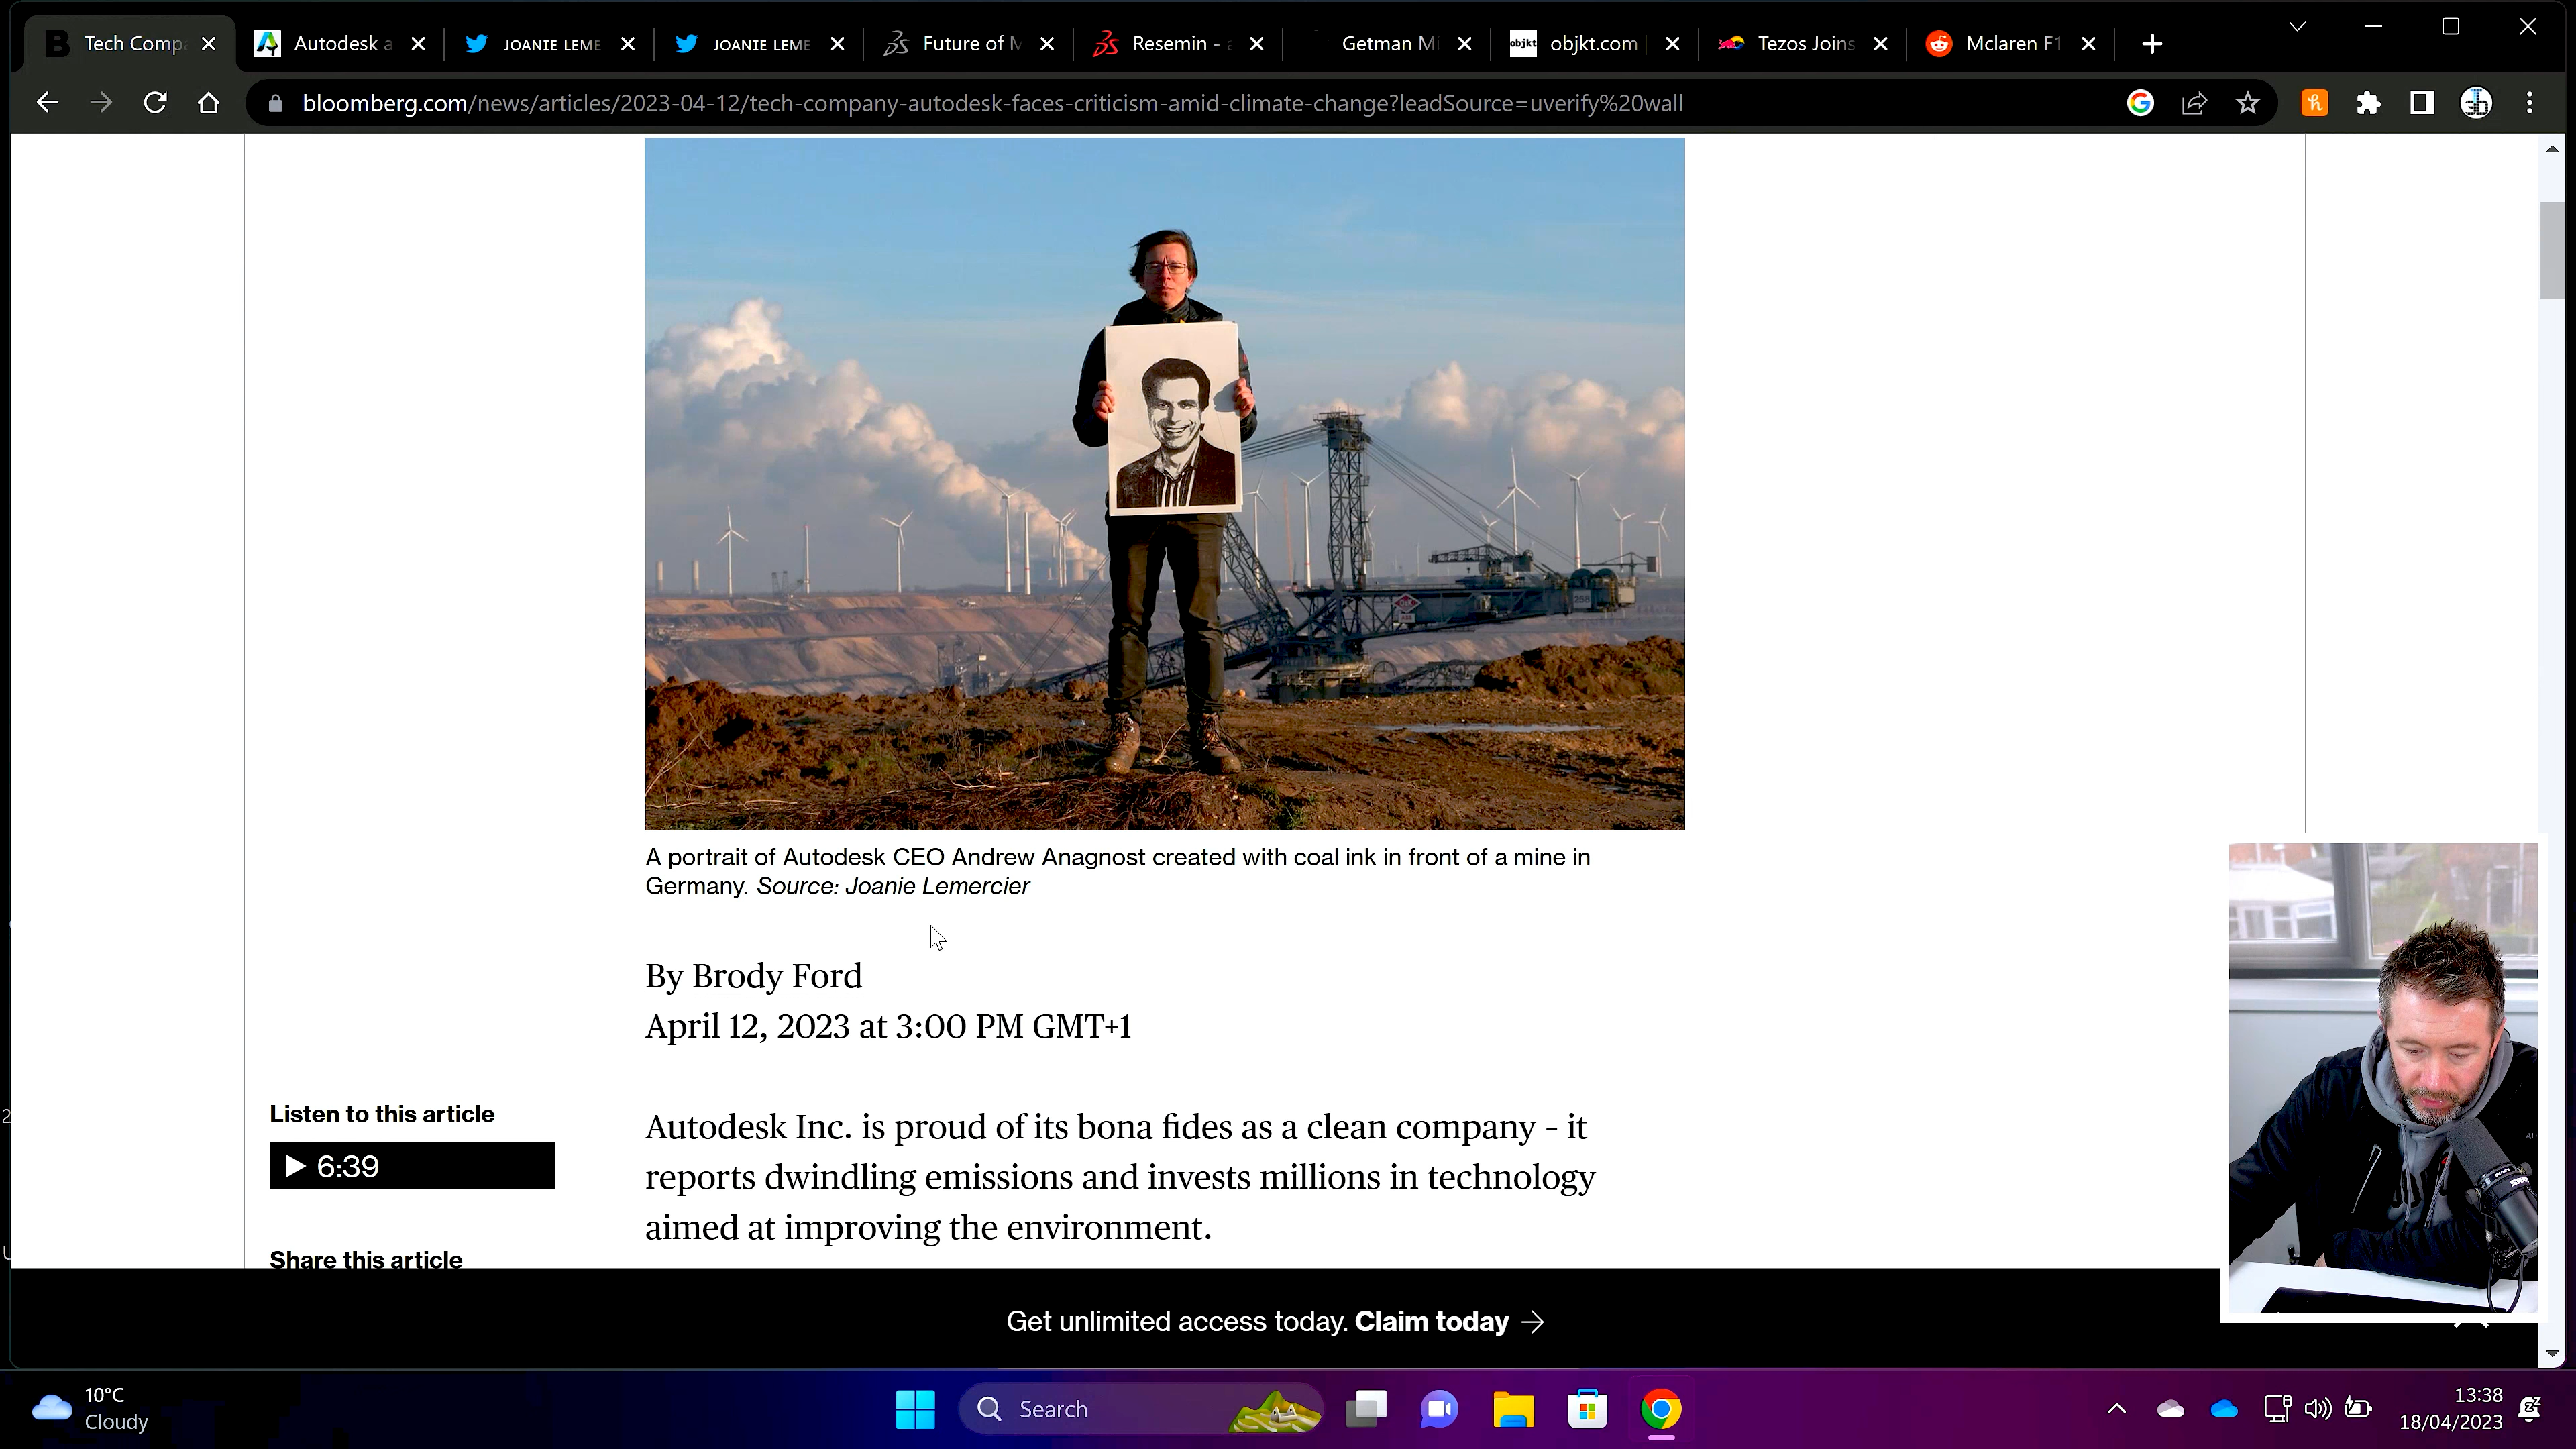 Tech Comp
Autodesk a
JOANIE LEME
JOANIE LEME
Future of M
Resemin - a
Getman Mi
objkt
objkt.com |
Tezos Joins
Mclaren F1
bloomberg.com/news/articles/2023-04-12/tech-company-autodesk-faces-criticism-amid-climate-change?leadSource=uverify%20wall
258
A portrait of Autodesk CEO Andrew Anagnost created with coal ink in front of a mine in
Germany. Source: Joanie Lemercier
By Brody Ford
April 12, 2023 at 3:00 PM GMT+1
Listen to this article
6:39
Share this article
Autodesk Inc. is proud of its bona fides as a clean company - it
reports dwindling emissions and invests millions in technology
aimed at improving the environment.
Get unlimited access today. Claim today →
10°C
Cloudy
Search
13:38
18/04/2023